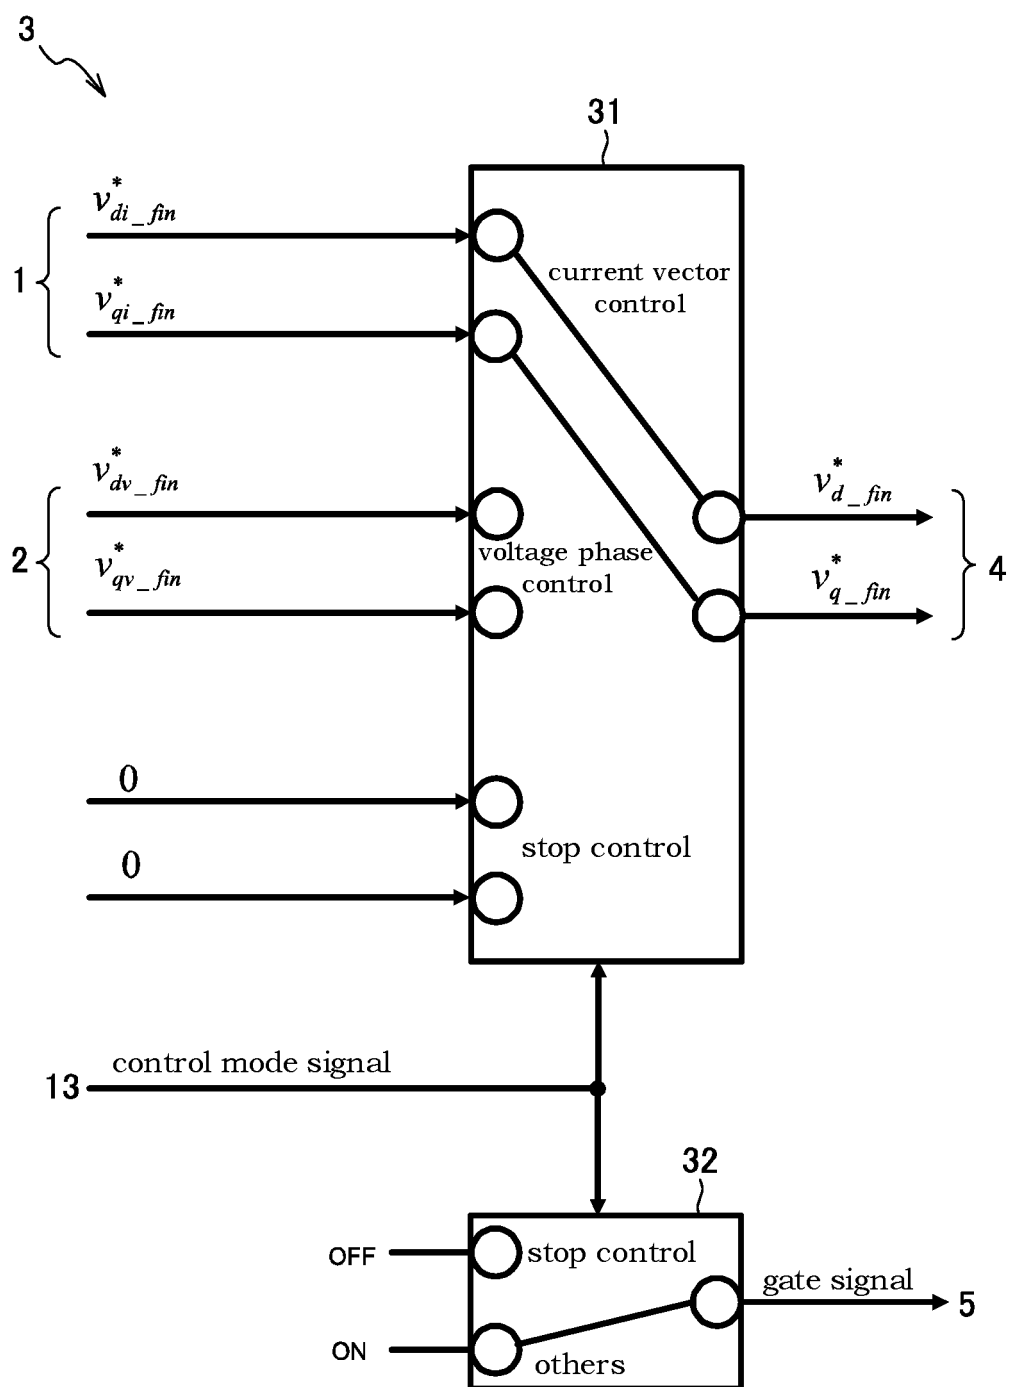 3
31
v*di_fin
1
v*qi_fin
current vector
control
v*dv_fin
2
v*qv_fin
voltage phase
control
v*d_fin
4
v*q_fin
0
0
stop control
control mode signal
13
32
OFF
stop control
gate signal
5
ON
others